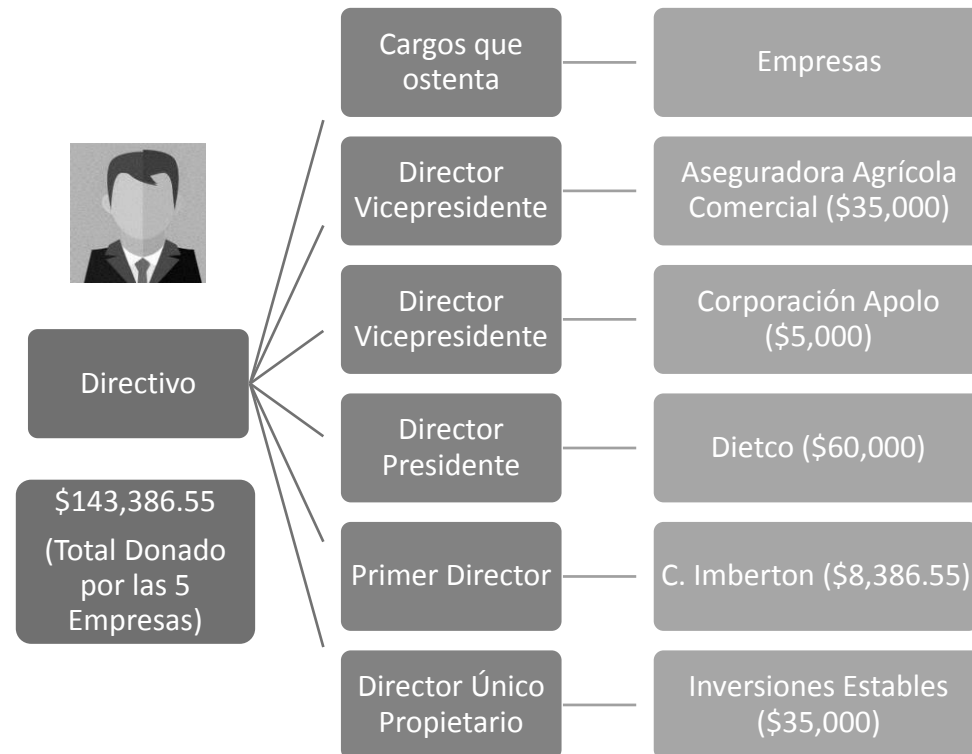 Cargos que
ostenta
Empresas
Director
Vicepresidente
Aseguradora Agrícola
Comercial ($35,000)
Director
Vicepresidente
Corporación Apolo
($5,000)
Directivo
Director
Presidente
Dietco ($60,000)
$143,386.55
(Total Donado
por las 5
Empresas)
Primer Director
C. Imberton ($8,386.55)
Director Único
Propietario
Inversiones Estables
($35,000)